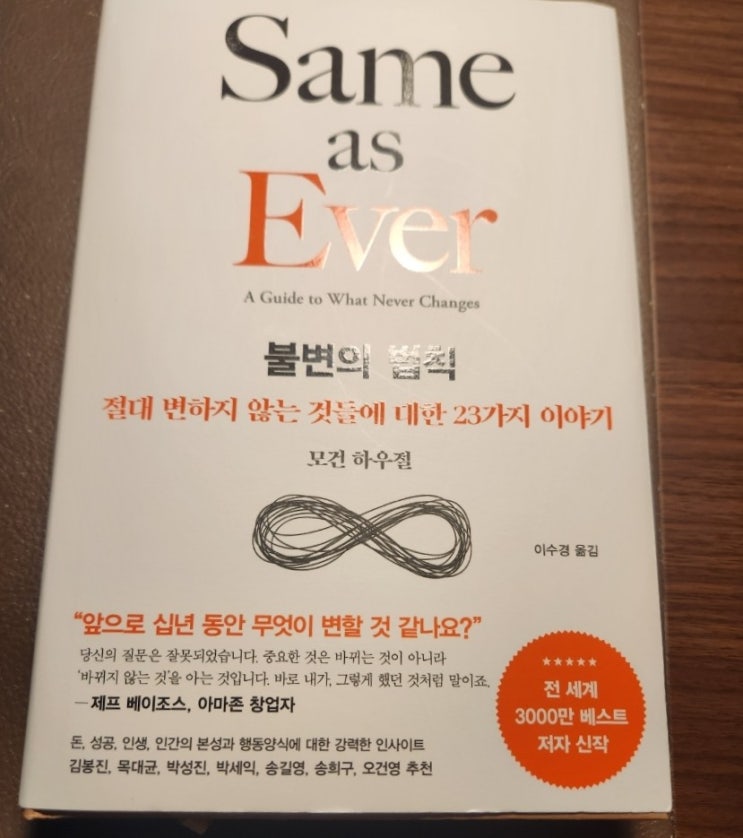 Same
as
Ever
A Guide to What Never Changes
불변의 법칙
절대 변하지 않는 것들에 대한 23가지 이야기
모건 하우절
이수경 옮김
“앞으로 십년 동안 무엇이 변할 것 같나요?”
당신의 질문은 잘못되었습니다. 중요한 것은 바뀌는 것이 아니라
‘바뀌지 않는 것’을 아는 것입니다. 바로 내가, 그렇게 했던 것처럼 말이죠.
— 제프 베이조스, 아마존 창업자
★★★★★
전 세계
3000만 베스트
저자 신작
돈, 성공, 인생, 인간의 본성과 행동양식에 대한 강력한 인사이트
김봉진, 목대균, 박성진, 박세익, 송길영, 송희구, 오건영 추천